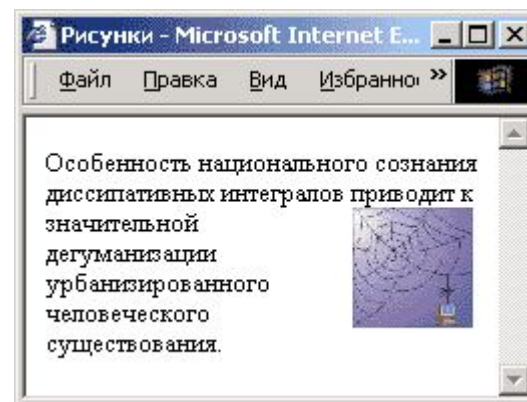 Рисунки - Microsoft Internet E...
Файл Правка Вид Избранно »
Особенность национального сознания
диссипативных интегралов приводит к
значительной
дегуманизации
урбанизированного
человеческого
существования.